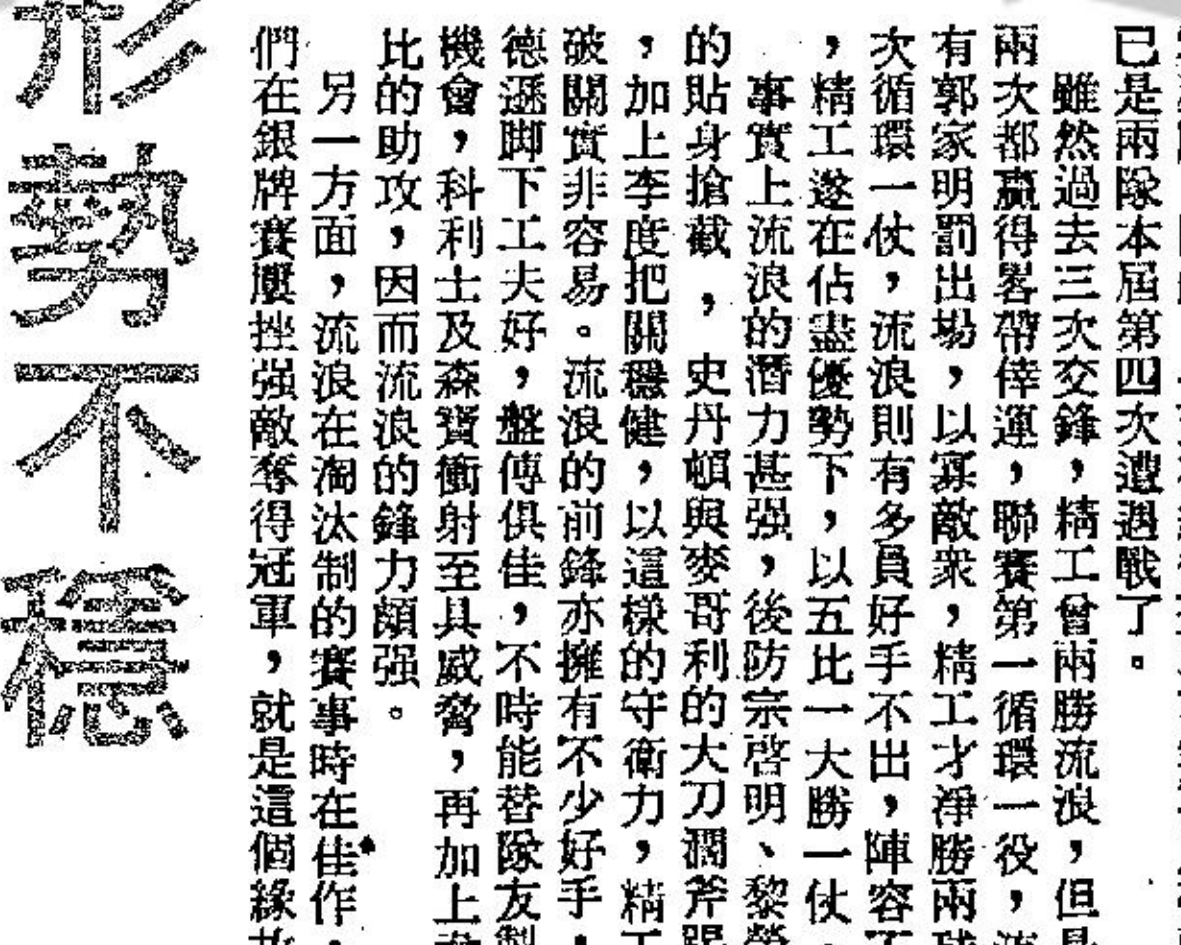 已是兩隊本屆第四次遭遇戰了。
雖然過去三次交鋒，精工曾兩勝流浪，但
兩次都贏得畧帶倖運，聯賽第一循環一役，
有郭家明罰出場，以寡敵衆，精工才淨勝兩
次循環一仗，流浪則有多員好手不出，陣容
，精工遂在佔盡優勢下，以五比一大勝一仗
事實上流浪的潛力甚强，後防宗啓明、黎
的貼身搶截，史丹頓與麥哥利的大刀濶斧
，加上李度把關穩健，以這樣的守衛力，精
破關實非容易。流浪的前鋒亦擁有不少好手，
德遜脚下工夫好，盤傳俱佳，不時能替隊友
機會，科利士及森寶衝射至具威脅，再加上
比的助攻，因而流浪的鋒力頗强。
另一方面，流浪在淘汰制的賽事時在佳作，
們在銀牌賽屢挫强敵奪得冠軍，就是這個緣
形勢不穩